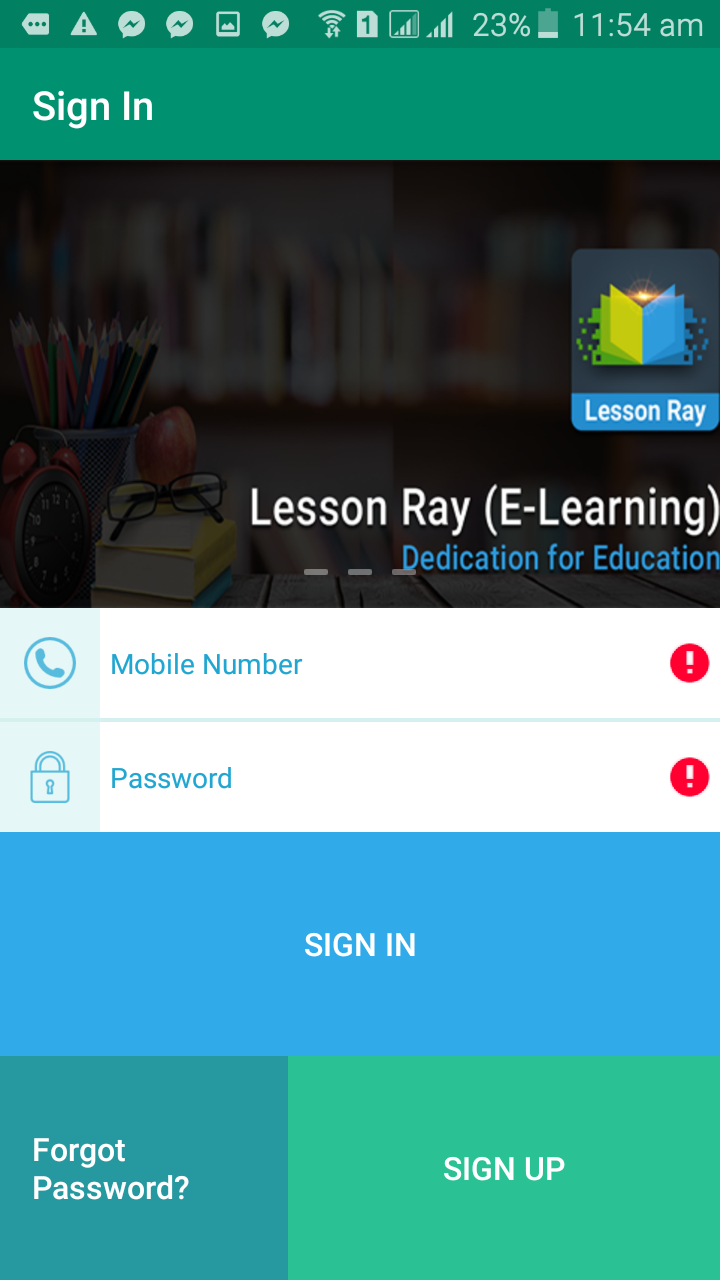 1 23% 11:54 am
Sign In
Lesson Ray
Lesson Ray (E-Learning)
Dedication for Education
Mobile Number
Password
SIGN IN
Forgot
Password?
SIGN UP